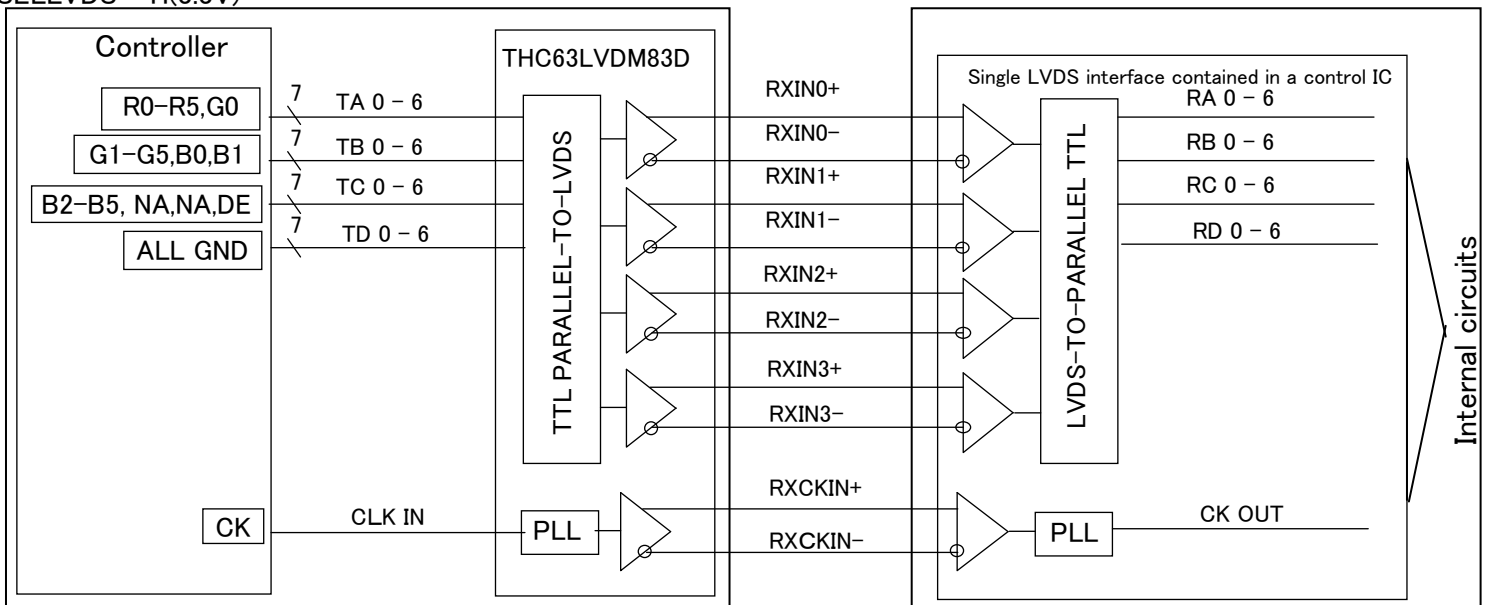 Controller
R0-R5,G0
G1-G5,B0,B1
B2-B5, NA,NA,DE
ALL GND
CK
7
TA 0 - 6
7
TB 0 - 6
7
TC 0 - 6
7
TD 0 - 6
CLK IN
THC63LVDM83D
TTL PARALLEL-TO-LVDS
PLL
RXIN0+
RXIN0-
RXIN1+
RXIN1-
RXIN2+
RXIN2-
RXIN3+
RXIN3-
RXCKIN+
RXCKIN-
Single LVDS interface contained in a control IC
LVDS-TO-PARALLEL TTL
PLL
RA 0 - 6
RB 0 - 6
RC 0 - 6
RD 0 - 6
CK OUT
Internal circuits